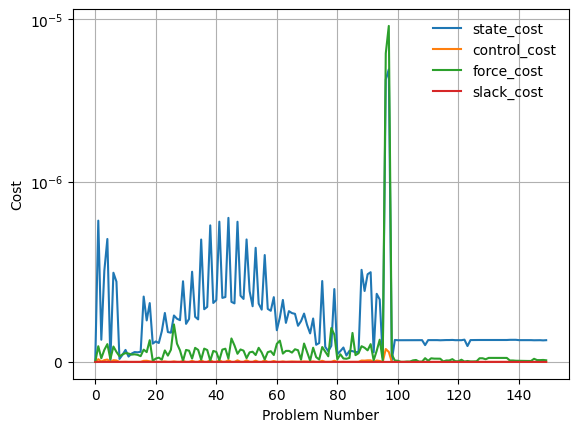 state_cost
control_cost
force_cost
slack_cost
10⁻⁵
10⁻⁶
0
Cost
0 20 40 60 80 100 120 140
Problem Number